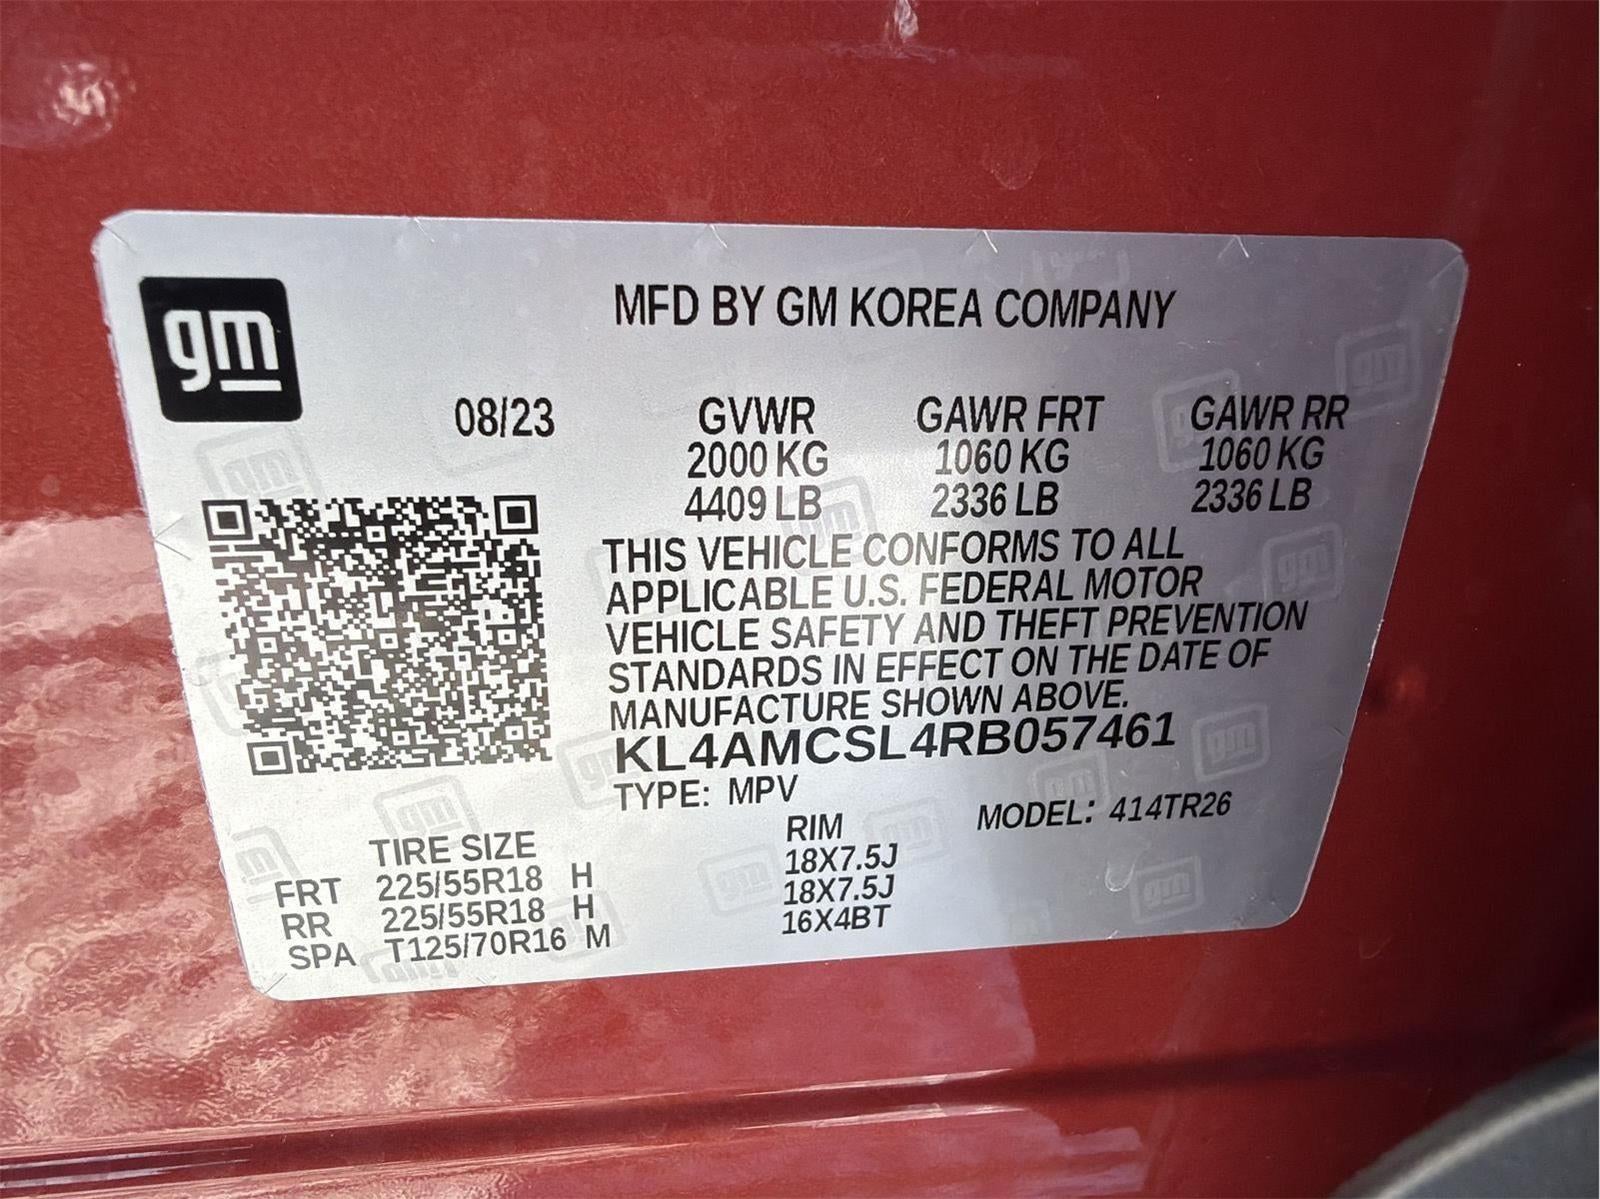 gm
MFD BY GM KOREA COMPANY
08/23 GVWR GAWR FRT GAWR RR
2000 KG 1060 KG 1060 KG
4409 LB 2336 LB 2336 LB
THIS VEHICLE CONFORMS TO ALL
APPLICABLE U.S. FEDERAL MOTOR
VEHICLE SAFETY AND THEFT PREVENTION
STANDARDS IN EFFECT ON THE DATE OF
MANUFACTURE SHOWN ABOVE.
KL4AMCSL4RB057461
TYPE: MPV MODEL: 414TR26
TIRE SIZE RIM
FRT 225/55R18 H 18X7.5J
RR 225/55R18 H 18X7.5J
SPA T125/70R16 M 16X4BT